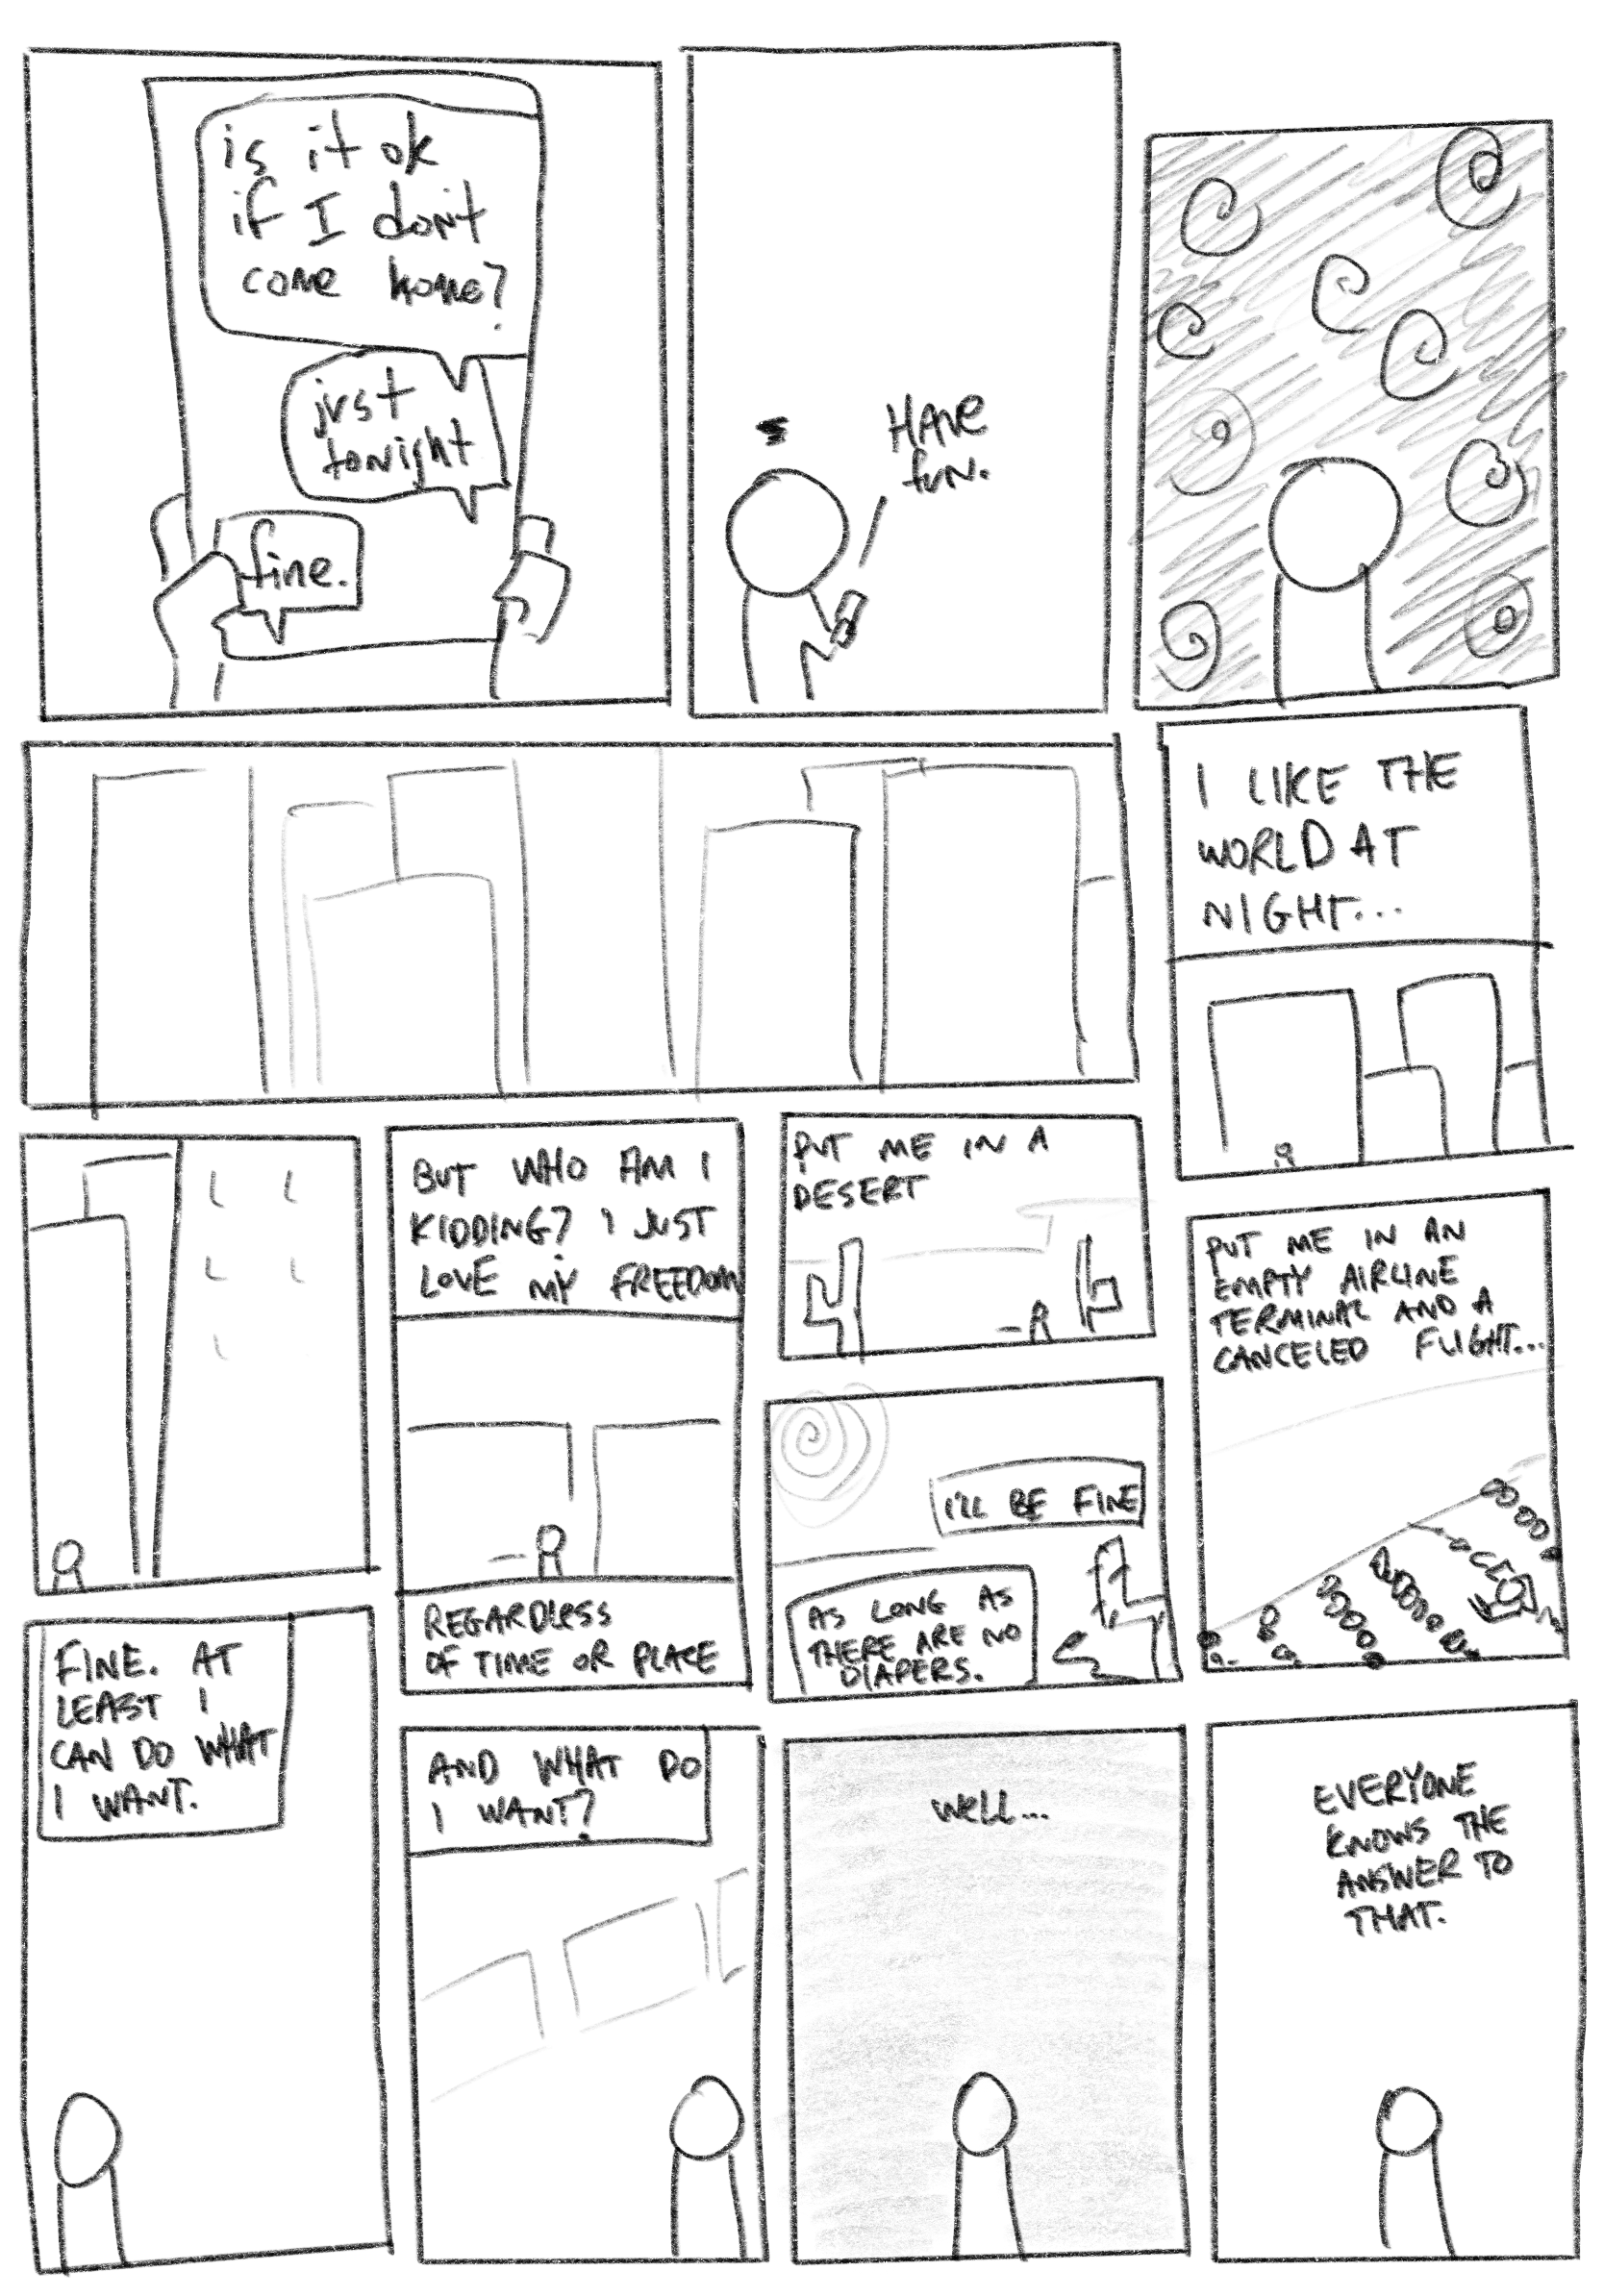 is it ok
if I don't
come home?
just
tonight
fine.
HAVE
fun.
I LIKE THE
WORLD AT
NIGHT...
BUT WHO AM I
KIDDING? I JUST
LOVE MY FREEDOM
REGARDLESS
OF TIME OR PLACE
PUT ME IN A
DESERT
PUT ME IN AN
EMPTY AIRLINE
TERMINAL AND A
CANCELED FLIGHT...
I'LL BE FINE
AS LONG AS
THERE ARE NO
DIAPERS.
FINE. AT
LEAST I
CAN DO WHAT
I WANT.
AND WHAT DO
I WANT?
WELL...
EVERYONE
KNOWS THE
ANSWER TO
THAT.